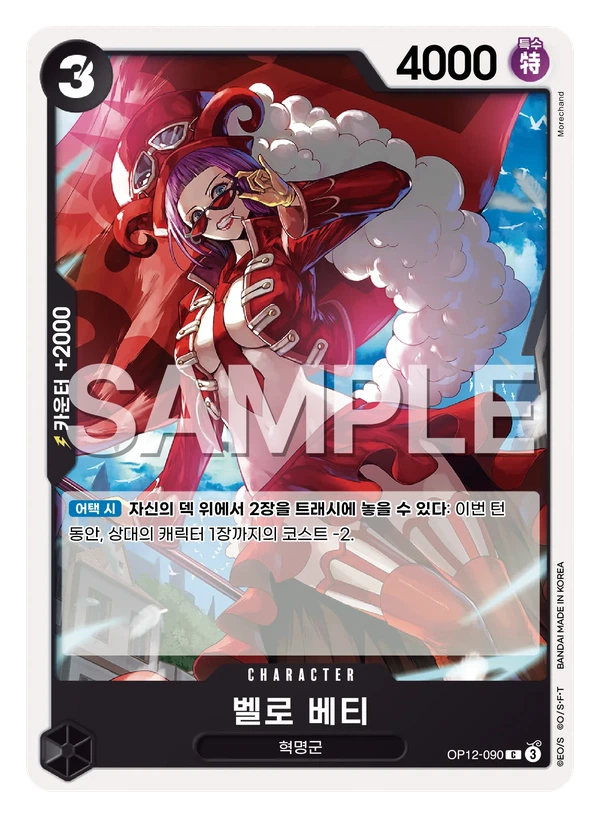 3
4000
특수
特
Morechand
⚡카운터 +2000
SAMPLE
어택 시 자신의 덱 위에서 2장을 트래시에 놓을 수 있다: 이번 턴
동안, 상대의 캐릭터 1장까지의 코스트 -2.
CHARACTER
벨로 베티
혁명군
OP12-090 C 3
©EO/S ©O/S·F·T BANDAI MADE IN KOREA